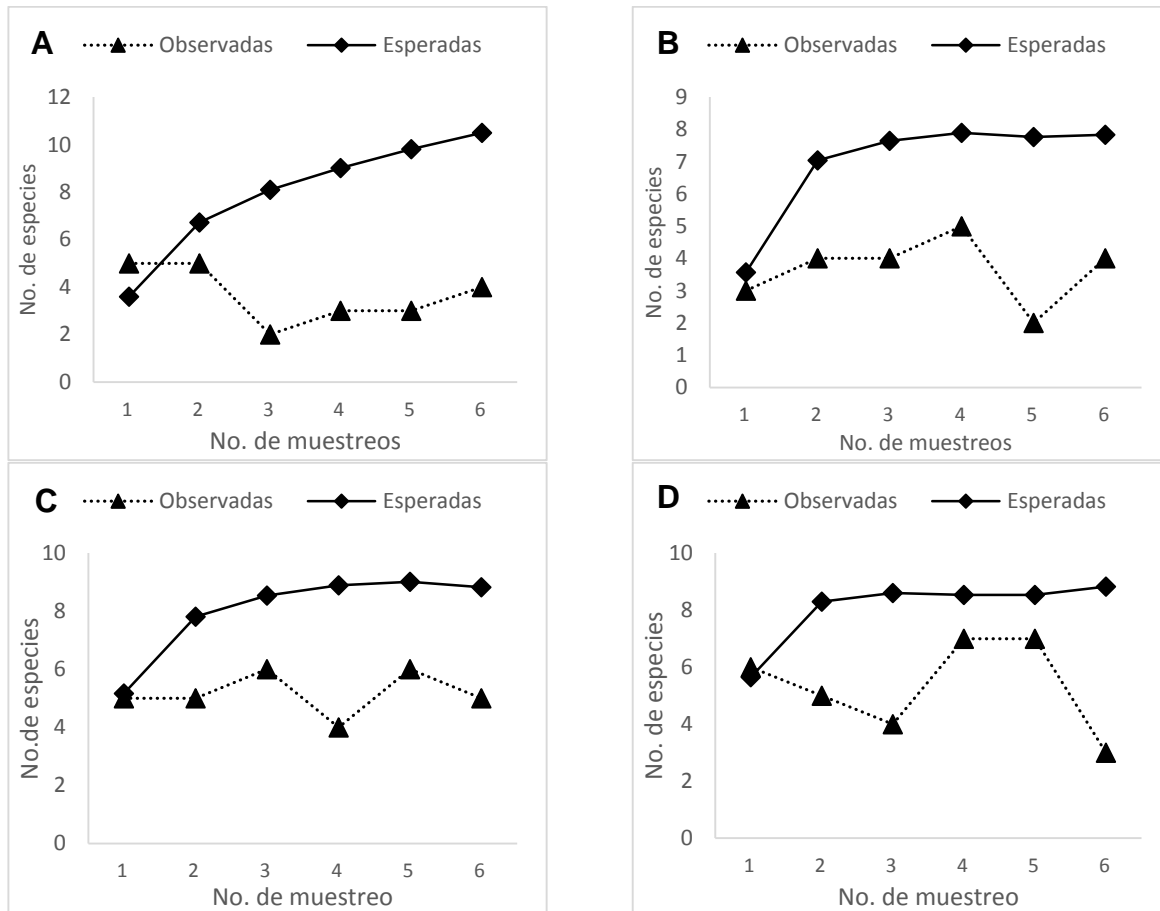 A
Observadas
Esperadas
No. de especies
12
10
8
6
4
2
0
1 2 3 4 5 6
No. de muestreos
B
Observadas
Esperadas
No. de especies
9
8
7
6
5
4
3
2
1
0
1 2 3 4 5 6
No. de muestreos
C
Observadas
Esperadas
No.de especies
10
8
6
4
2
0
1 2 3 4 5 6
No. de muestreo
D
Observadas
Esperadas
No. de especies
10
8
6
4
2
0
1 2 3 4 5 6
No. de muestreo